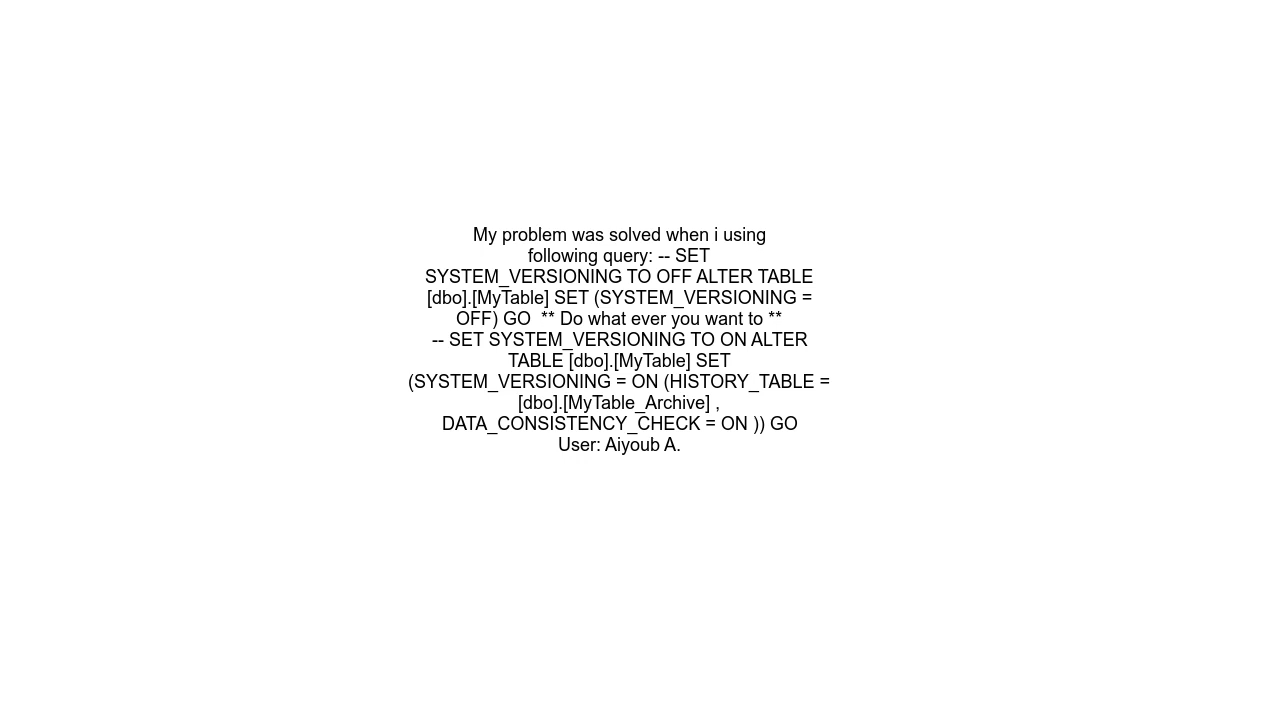 My problem was solved when i using
following query: -- SET
SYSTEM_VERSIONING TO OFF ALTER TABLE
[dbo].[MyTable] SET (SYSTEM_VERSIONING =
OFF) GO  ** Do what ever you want to **
-- SET SYSTEM_VERSIONING TO ON ALTER
TABLE [dbo].[MyTable] SET
(SYSTEM_VERSIONING = ON (HISTORY_TABLE =
[dbo].[MyTable_Archive] ,
DATA_CONSISTENCY_CHECK = ON )) GO
User: Aiyoub A.